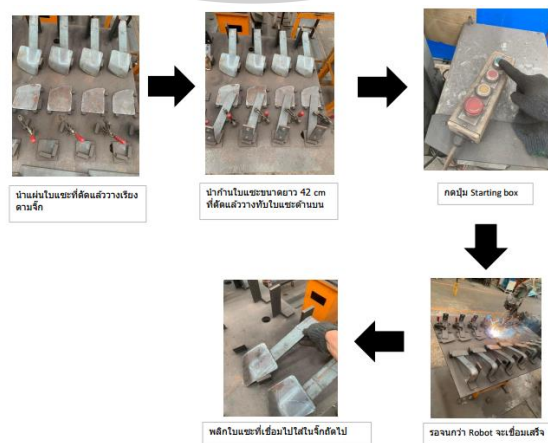 นำแผ่นใบแซะที่ดัดแล้ววางเรียง
ตามจิ๊ก
นำก้านใบแซะขนาดยาว 42 cm
ที่ดัดแล้ววางทับใบแซะด้านบน
กดปุ่ม Starting box
รอจนกว่า Robot จะเชื่อมเสร็จ
พลิกใบแซะที่เชื่อมไปใส่ในจิ๊กถัดไป